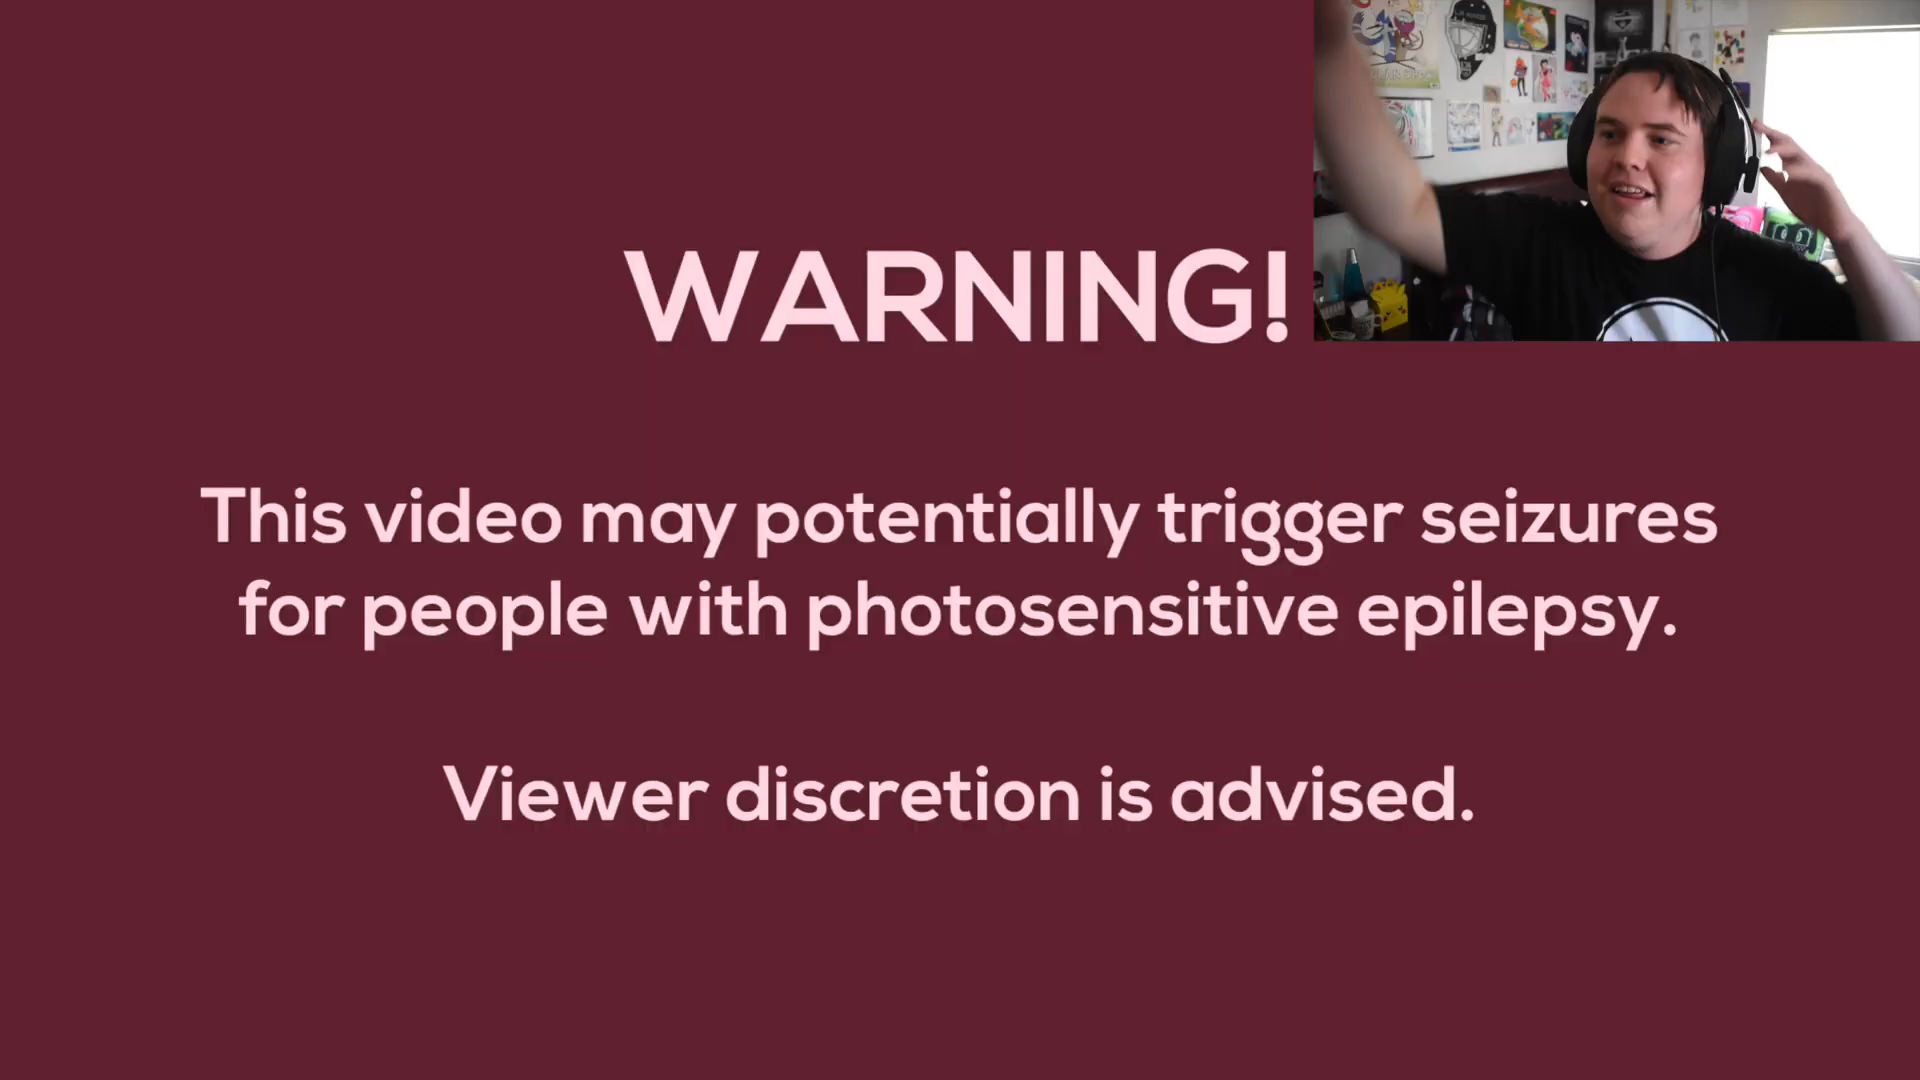 WARNING!
This video may potentially trigger seizures
for people with photosensitive epilepsy.
Viewer discretion is advised.